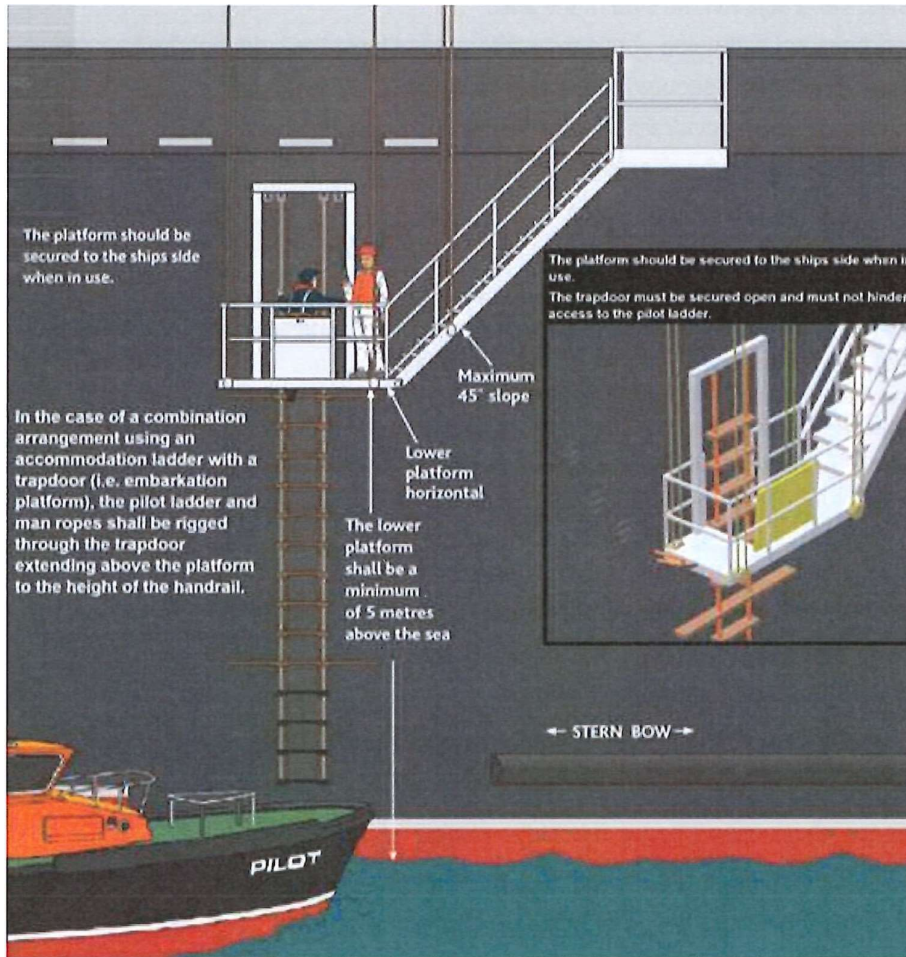 The platform should be
secured to the ships side
when in use.
The platform should be secured to the ships side when in
use.
The trapdoor must be secured open and must not hinder
access to the pilot ladder.
Maximum
45° slope
In the case of a combination
arrangement using an
accommodation ladder with a
trapdoor (i.e. embarkation
platform), the pilot ladder and
man ropes shall be rigged
through the trapdoor
extending above the platform
to the height of the handrail.
Lower
platform
horizontal
The lower
platform
shall be a
minimum
of 5 metres
above the sea
STERN BOW
PILOT